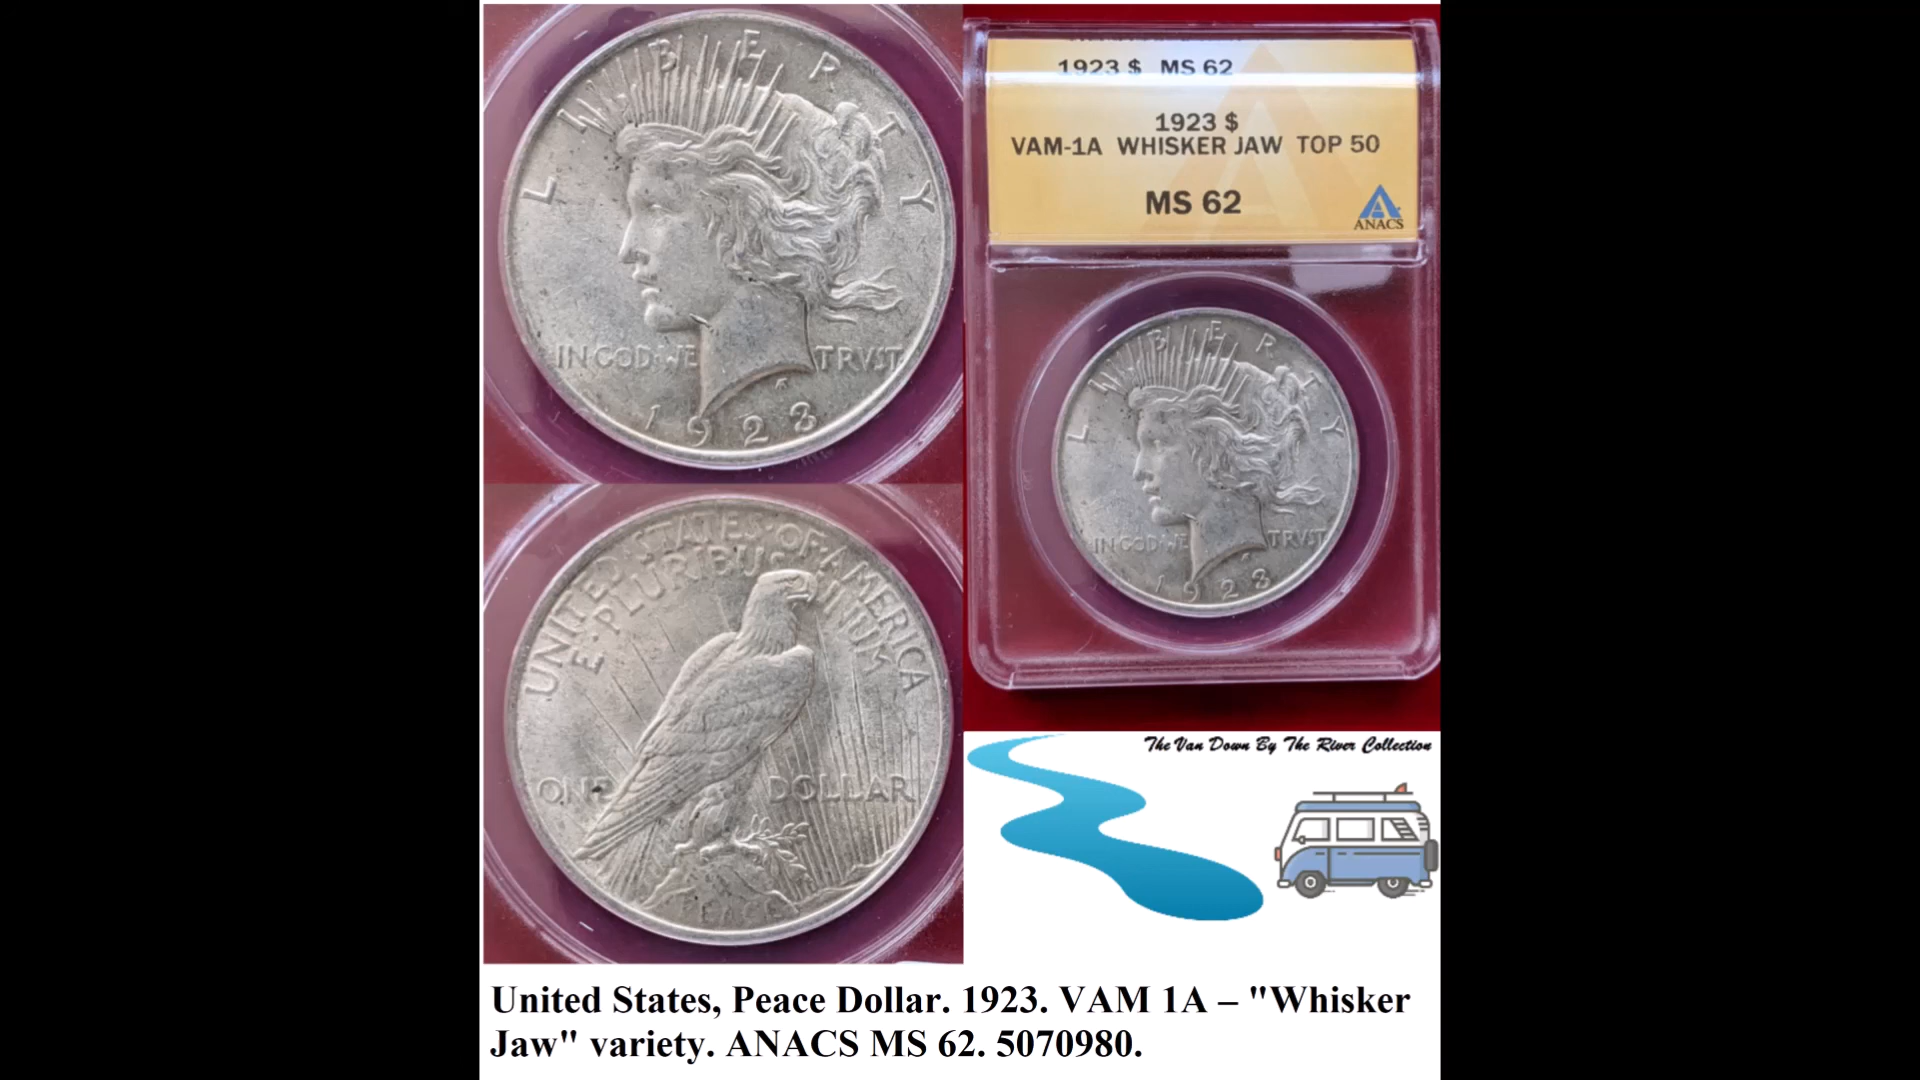 LIBERTY
IN GOD WE TRVST
1923
UNITED·STATES·OF·AMERICA
E·PLURIBUS UNUM
ONE DOLLAR
PEACE
1923 $ MS 62
1923 $
VAM-1A WHISKER JAW TOP 50
MS 62
ANACS
LIBERTY
IN GOD WE TRVST
1923
The Van Down By The River Collection
United States, Peace Dollar. 1923. VAM 1A – "Whisker
Jaw" variety. ANACS MS 62. 5070980.